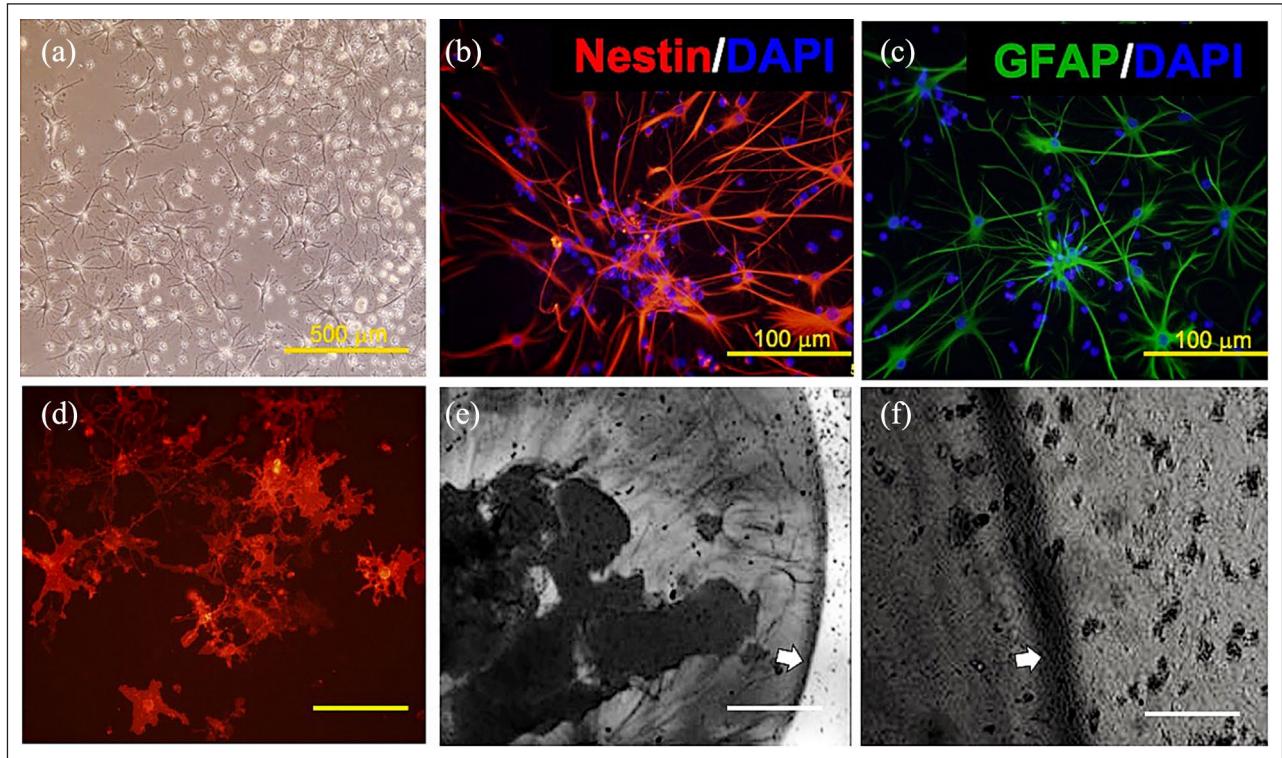 (a)
(b)
Nestin/DAPI
(c)
GFAP/DAPI
500 μm
100 μm
100 μm
(d)
(e)
(f)